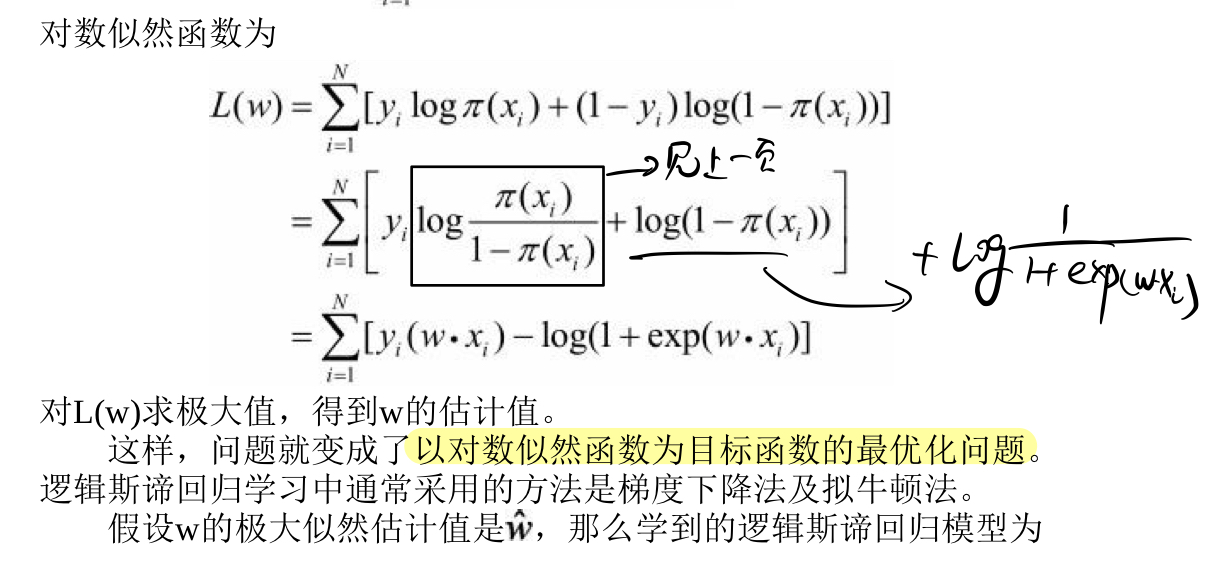 i=1
对数似然函数为
L(w) = ∑_{i=1}^{N} [y_i log π(x_i) + (1 − y_i) log(1 − π(x_i))]
→见上一页
= ∑_{i=1}^{N} [ y_i log \frac{π(x_i)}{1 − π(x_i)} + log(1 − π(x_i)) ]
+ log \frac{1}{1+exp(wx_i)}
= ∑_{i=1}^{N} [y_i(w·x_i) − log(1 + exp(w·x_i)]
对L(w)求极大值，得到w的估计值。
这样，问题就变成了以对数似然函数为目标函数的最优化问题。
逻辑斯谛回归学习中通常采用的方法是梯度下降法及拟牛顿法。
假设w的极大似然估计值是ŵ，那么学到的逻辑斯谛回归模型为